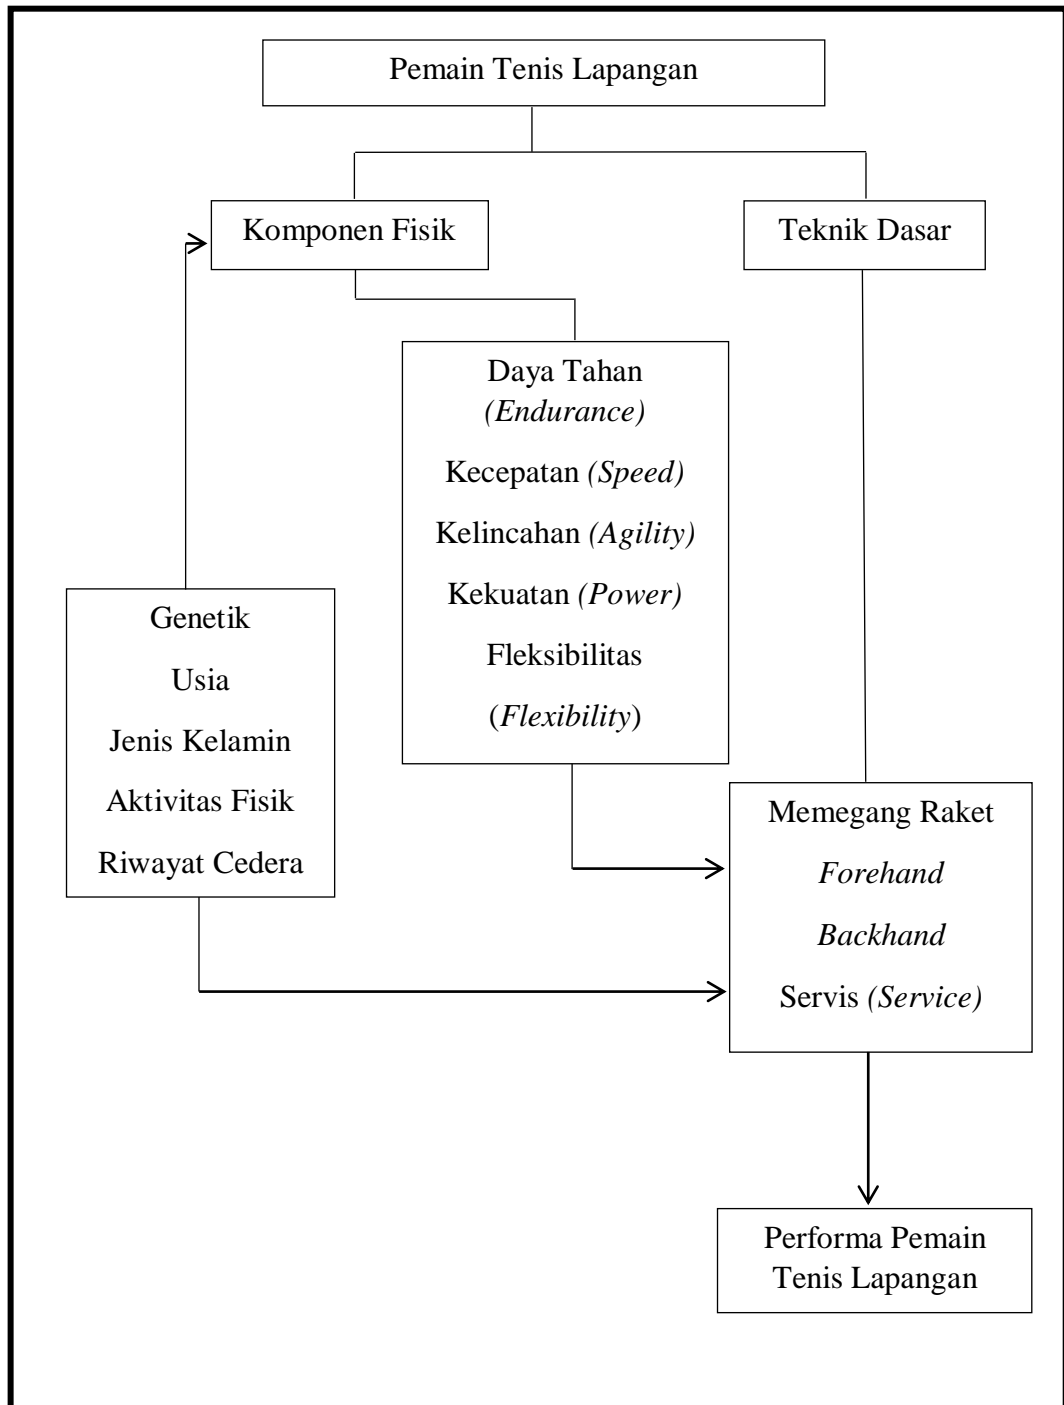 Pemain Tenis Lapangan
Komponen Fisik
Teknik Dasar
Daya Tahan
(Endurance)
Kecepatan (Speed)
Kelincahan (Agility)
Kekuatan (Power)
Fleksibilitas
(Flexibility)
Genetik
Usia
Jenis Kelamin
Aktivitas Fisik
Riwayat Cedera
Memegang Raket
Forehand
Backhand
Servis (Service)
Performa Pemain
Tenis Lapangan